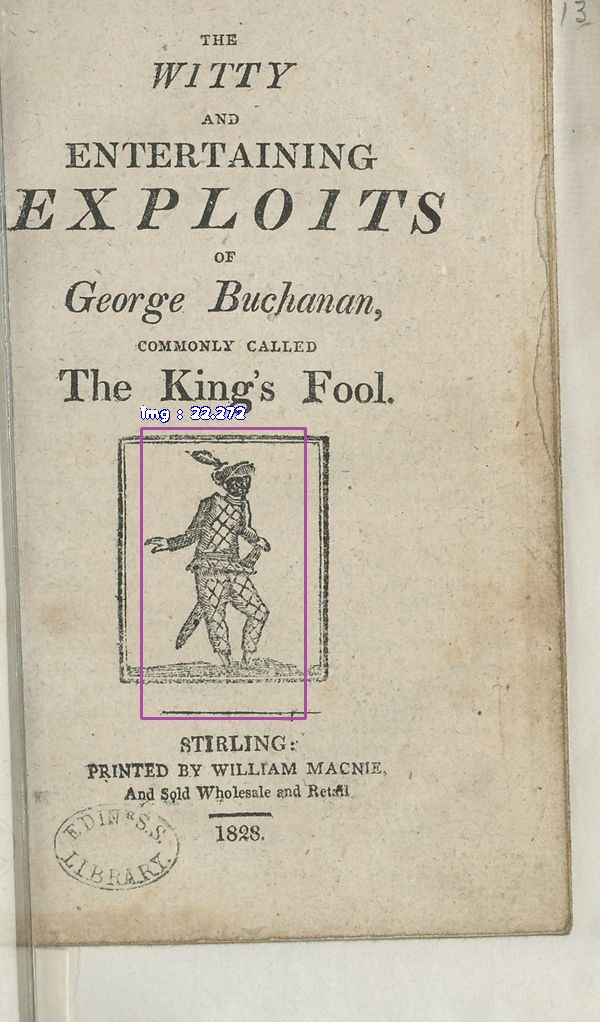 13
THE
WITTY
AND
ENTERTAINING
EXPLOITS
OF
George Buchanan,
COMMONLY CALLED
The King's Fool.
img : 22.272
STIRLING:
PRINTED BY WILLIAM MACNIE,
And Sold Wholesale and Retail
1828.
EDINR S.S.
LIBRARY.